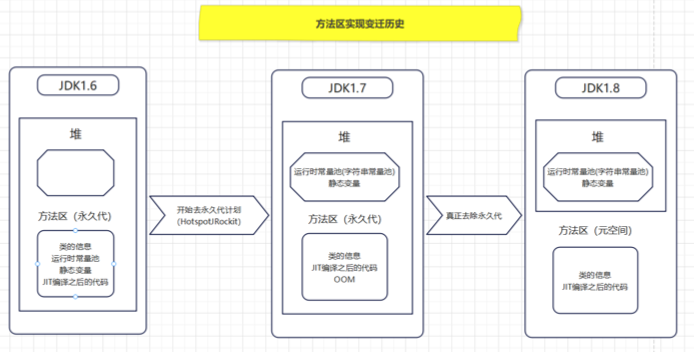 方法区实现变迁历史
JDK1.6
堆
方法区（永久代）
类的信息
运行时常量池
静态变量
JIT编译之后的代码
开始去永久代计划
(HotspotJRockit)
JDK1.7
堆
运行时常量池(字符串常量池)
静态变量
方法区（永久代）
类的信息
JIT编译之后的代码
OOM
真正去除永久代
JDK1.8
堆
运行时常量池(字符串常量池)
静态变量
方法区（元空间）
类的信息
JIT编译之后的代码